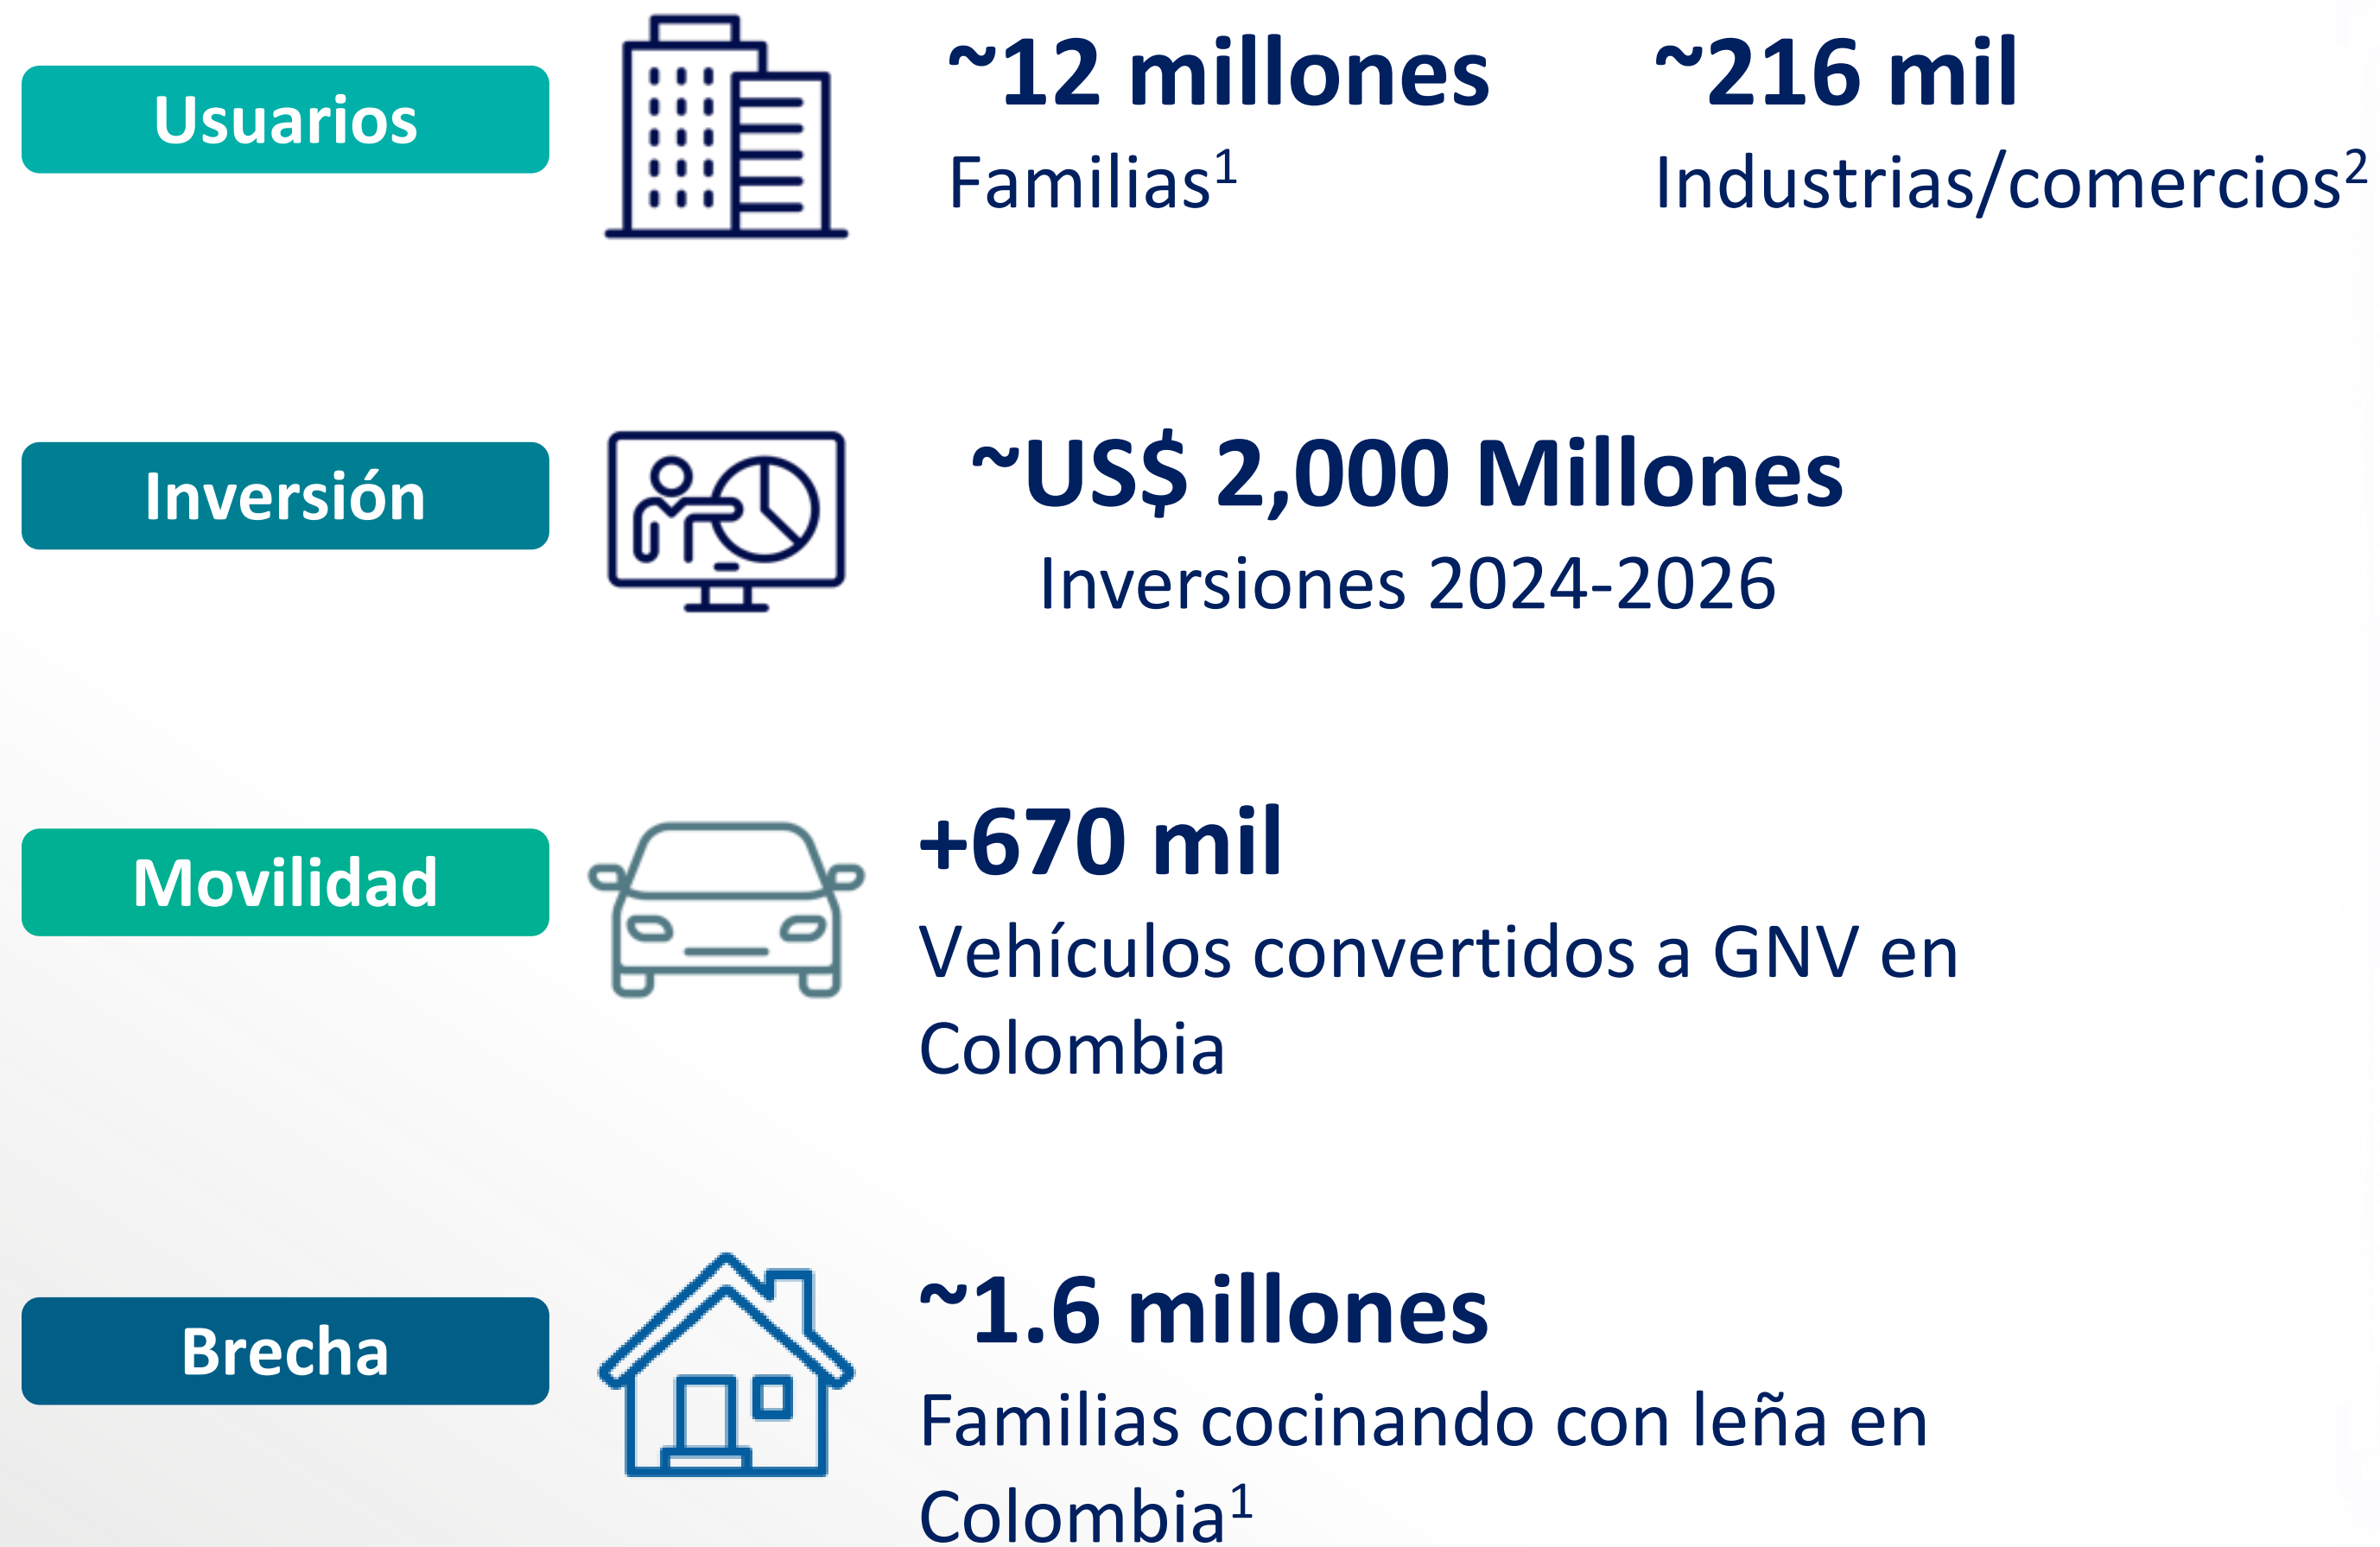 Usuarios
~12 millones
Familias¹
~216 mil
Industrias/comercios²
Inversión
~US$ 2,000 Millones
Inversiones 2024-2026
Movilidad
+670 mil
Vehículos convertidos a GNV en
Colombia
Brecha
~1.6 millones
Familias cocinando con leña en
Colombia¹